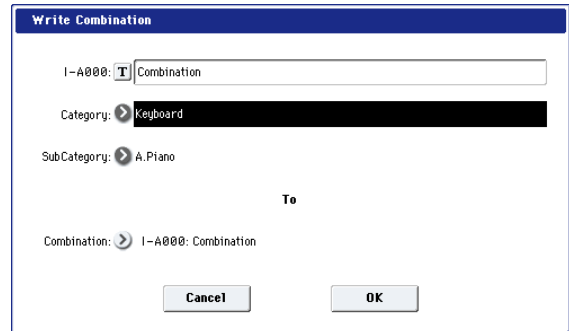 Write Combination
I-A000: T Combination
Category: Keyboard
SubCategory: A.Piano
To
Combination: I-A000: Combination
Cancel OK